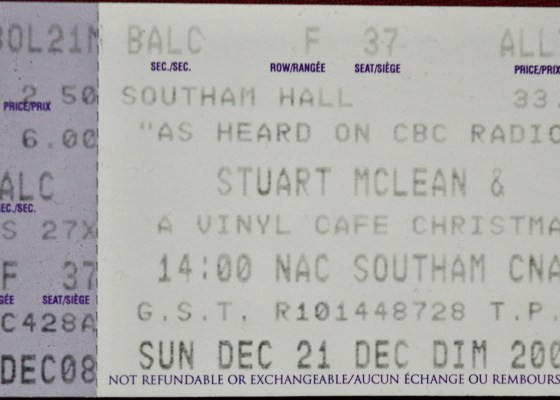 BOL21M
2.50
PRICE/PRIX
6.00
ALC
EC./SEC.
S 27X
F 37
GÉE SEAT/SIÈGE
C428A
DEC08
BALC F 37 ALL
SEC./SEC. ROW/RANGÉE SEAT/SIÈGE PRICE/PRIX
SOUTHAM HALL 33.
"AS HEARD ON CBC RADIO
STUART MCLEAN &
A VINYL CAFE CHRISTMA
14:00 NAC SOUTHAM CNA
G.S.T. R101448728 T.P.
SUN DEC 21 DEC DIM 200
NOT REFUNDABLE OR EXCHANGEABLE/AUCUN ÉCHANGE OU REMBOURS